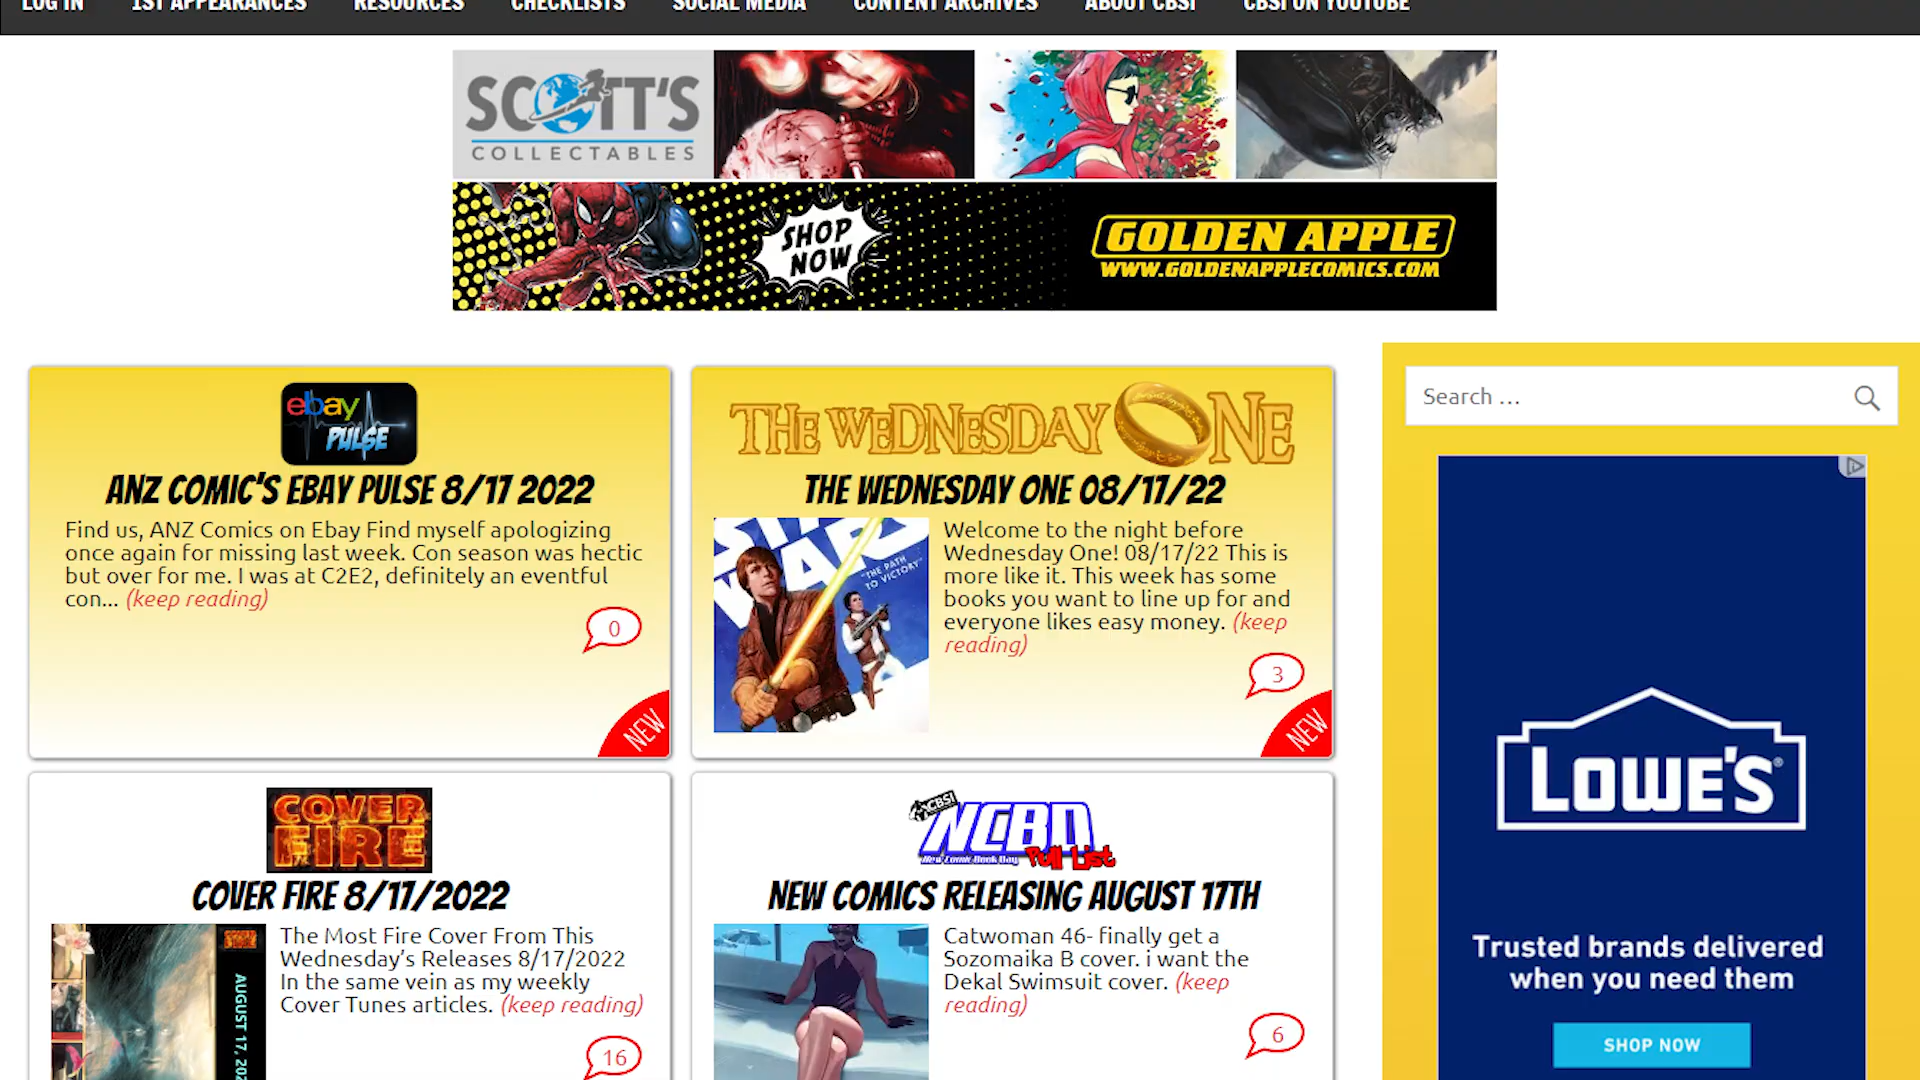 LOG IN 1ST APPEARANCES RESOURCES CHECKLISTS SOCIAL MEDIA CONTENT ARCHIVES ABOUT CBSI CBSI ON YOUTUBE
SCOTT'S
COLLECTABLES
SHOP
NOW
GOLDEN APPLE
WWW.GOLDENAPPLECOMICS.COM
Search ...
ebay
PULSE
ANZ COMIC'S EBAY PULSE 8/17 2022
Find us, ANZ Comics on Ebay Find myself apologizing
once again for missing last week. Con season was hectic
but over for me. I was at C2E2, definitely an eventful
con... (keep reading)
0
NEW
THE WEDNESDAY ONE
THE WEDNESDAY ONE 08/17/22
STAR
WARS
"THE PATH
TO VICTORY"
Welcome to the night before
Wednesday One! 08/17/22 This is
more like it. This week has some
books you want to line up for and
everyone likes easy money. (keep
reading)
3
NEW
COVER
FIRE
COVER FIRE 8/17/2022
AUGUST 17, 202
The Most Fire Cover From This
Wednesday's Releases 8/17/2022
In the same vein as my weekly
Cover Tunes articles. (keep reading)
16
CBSI
NCBD
New Comic Book Day
Pull List
NEW COMICS RELEASING AUGUST 17TH
Catwoman 46- finally get a
Sozomaika B cover. i want the
Dekal Swimsuit cover. (keep
reading)
6
LOWE'S®
Trusted brands delivered
when you need them
SHOP NOW